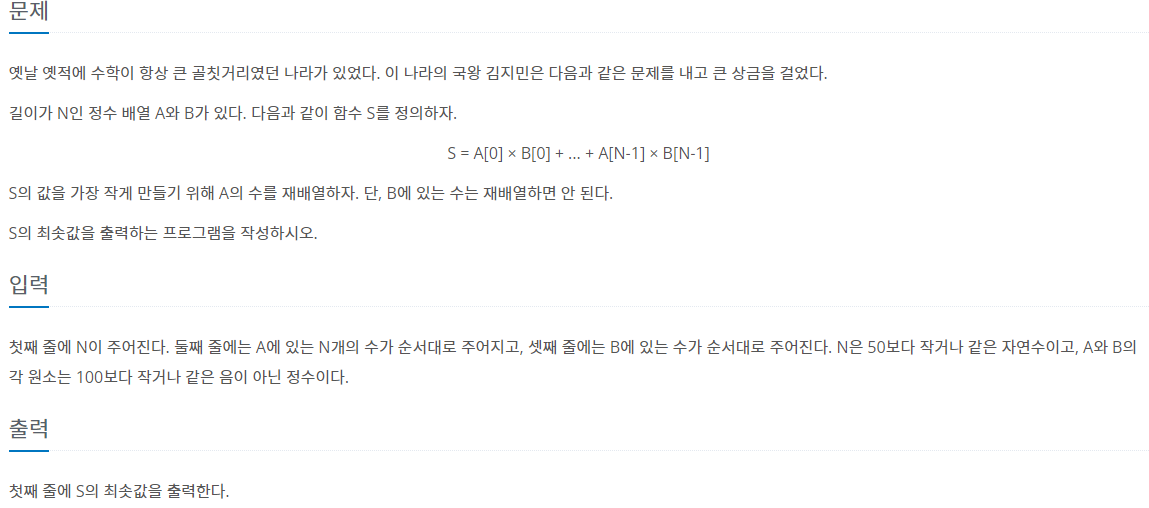 문제
옛날 옛적에 수학이 항상 큰 골칫거리였던 나라가 있었다. 이 나라의 국왕 김지민은 다음과 같은 문제를 내고 큰 상금을 걸었다.
길이가 N인 정수 배열 A와 B가 있다. 다음과 같이 함수 S를 정의하자.
S = A[0] × B[0] + ... + A[N-1] × B[N-1]
S의 값을 가장 작게 만들기 위해 A의 수를 재배열하자. 단, B에 있는 수는 재배열하면 안 된다.
S의 최솟값을 출력하는 프로그램을 작성하시오.
입력
첫째 줄에 N이 주어진다. 둘째 줄에는 A에 있는 N개의 수가 순서대로 주어지고, 셋째 줄에는 B에 있는 수가 순서대로 주어진다. N은 50보다 작거나 같은 자연수이고, A와 B의
각 원소는 100보다 작거나 같은 음이 아닌 정수이다.
출력
첫째 줄에 S의 최솟값을 출력한다.